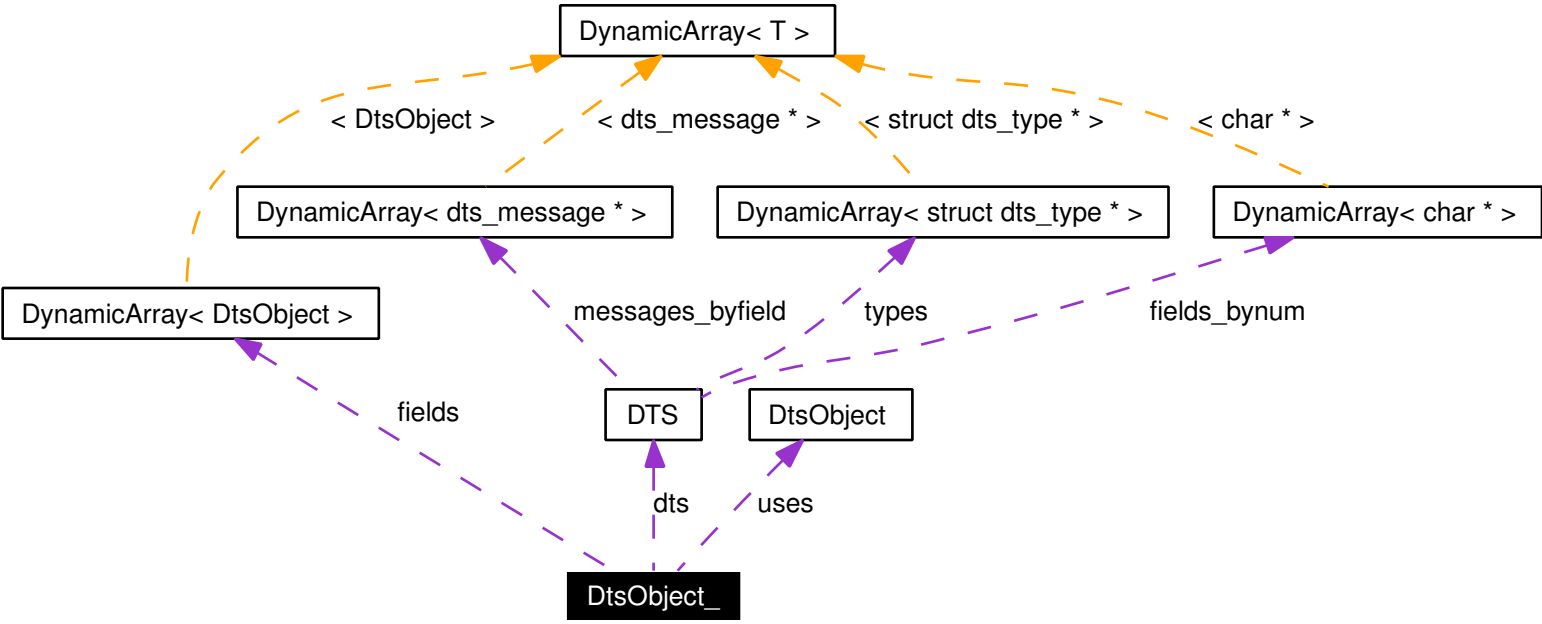 DynamicArray< T >
< DtsObject >
< dts_message * >
< struct dts_type * >
< char * >
DynamicArray< dts_message * >
DynamicArray< struct dts_type * >
DynamicArray< char * >
DynamicArray< DtsObject >
messages_byfield
types
fields_bynum
fields
DTS
DtsObject
dts
uses
DtsObject_